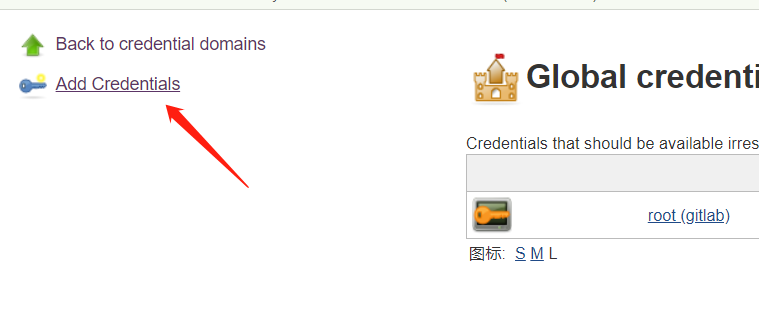 Back to credential domains
Add Credentials
Global credenti
Credentials that should be available irres
root (gitlab)
图标: S M L